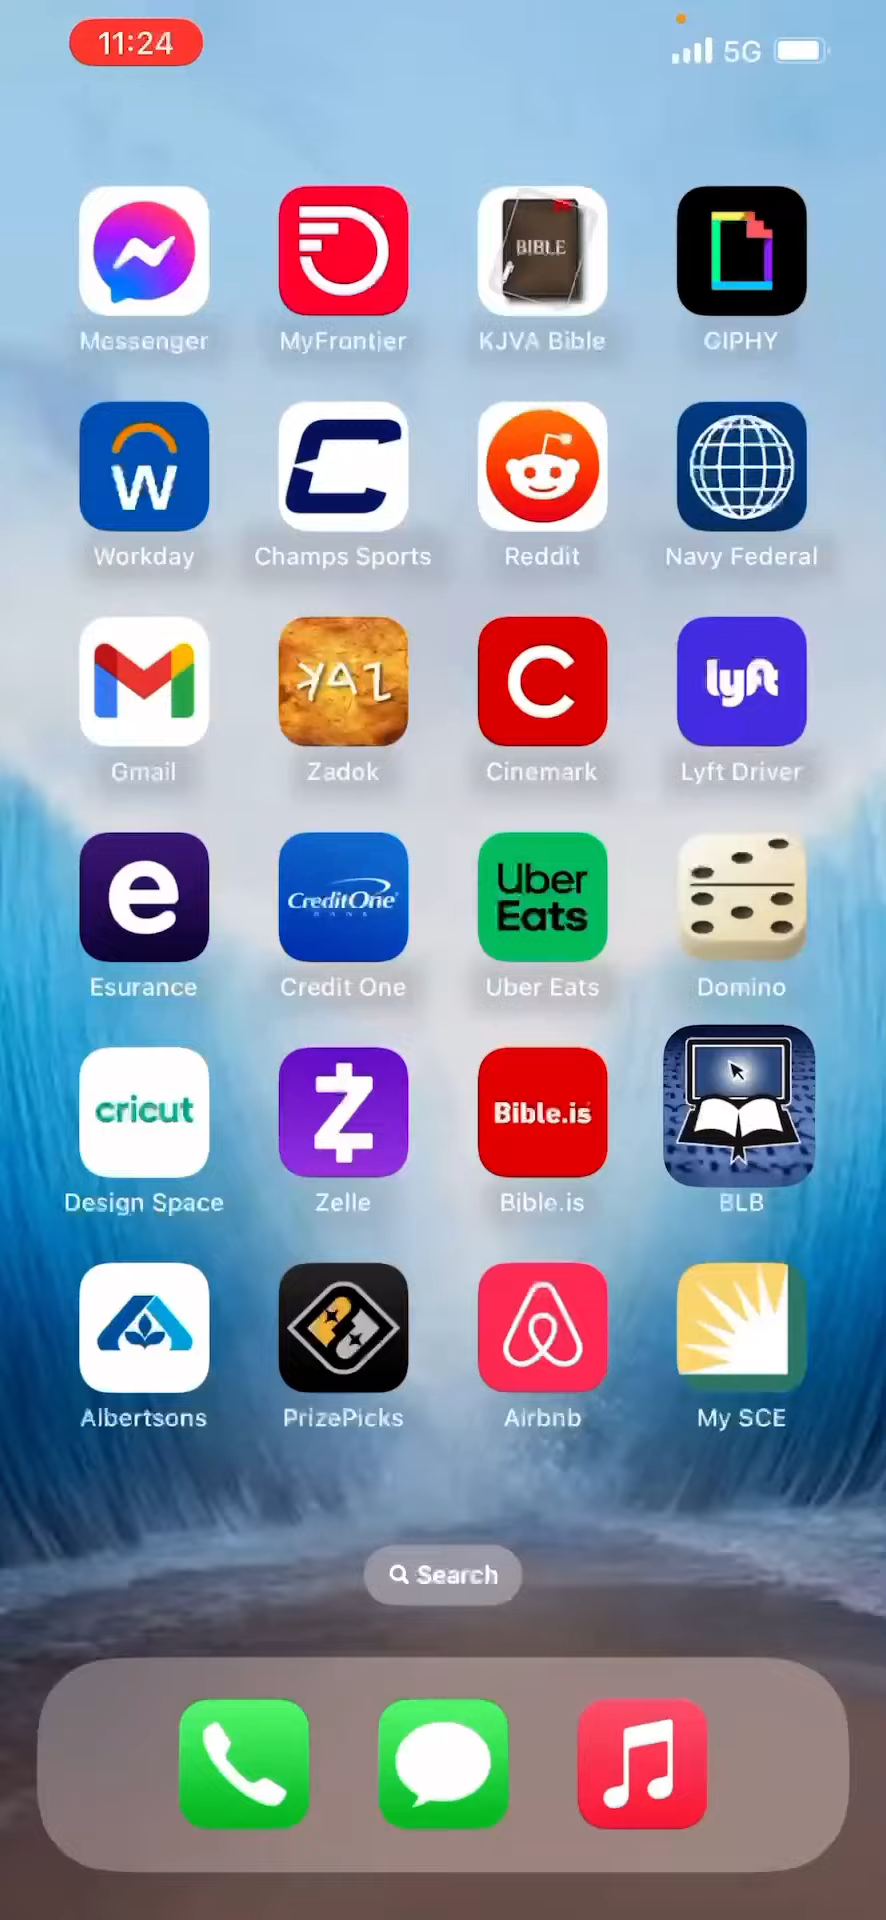 11:24
5G
BIBLE
Messenger
MyFrontier
KJVA Bible
GIPHY
W
Workday
Champs Sports
Reddit
Navy Federal
lyft
Gmail
Zadok
Cinemark
Lyft Driver
e
CreditOne
BANK
Uber
Eats
Esurance
Credit One
Uber Eats
Domino
cricut
Bible.is
Design Space
Zelle
Bible.is
BLB
Albertsons
PrizePicks
Airbnb
My SCE
Search